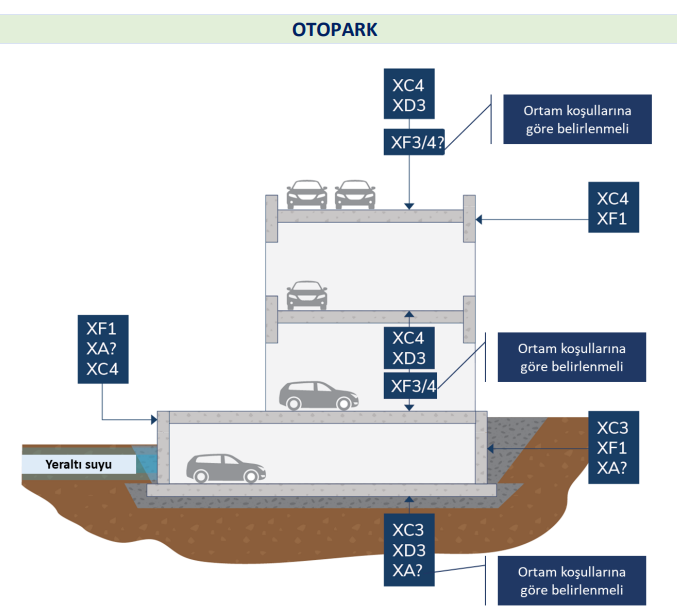 OTOPARK
XC4
XD3
XF3/4?
Ortam koşullarına
göre belirlenmeli
XC4
XF1
XF1
XA?
XC4
XC4
XD3
XF3/4
Ortam koşullarına
göre belirlenmeli
XC3
XF1
XA?
Yeraltı suyu
XC3
XD3
XA?
Ortam koşullarına
göre belirlenmeli